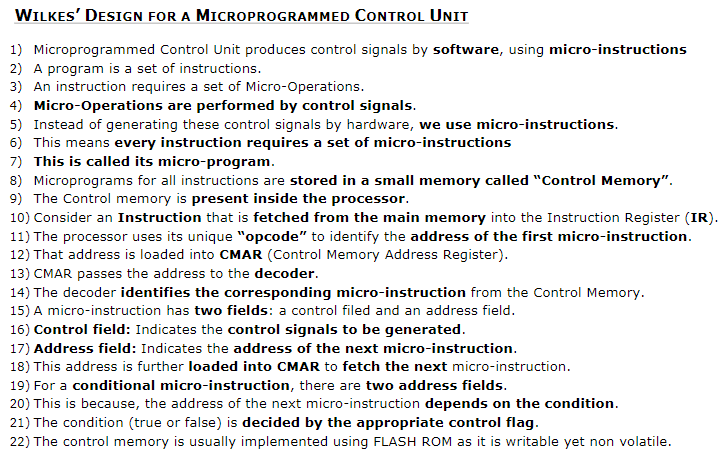 WILKES’ DESIGN FOR A MICROPROGRAMMED CONTROL UNIT
1) Microprogrammed Control Unit produces control signals by software, using micro-instructions
2) A program is a set of instructions.
3) An instruction requires a set of Micro-Operations.
4) Micro-Operations are performed by control signals.
5) Instead of generating these control signals by hardware, we use micro-instructions.
6) This means every instruction requires a set of micro-instructions
7) This is called its micro-program.
8) Microprograms for all instructions are stored in a small memory called “Control Memory”.
9) The Control memory is present inside the processor.
10) Consider an Instruction that is fetched from the main memory into the Instruction Register (IR).
11) The processor uses its unique “opcode” to identify the address of the first micro-instruction.
12) That address is loaded into CMAR (Control Memory Address Register).
13) CMAR passes the address to the decoder.
14) The decoder identifies the corresponding micro-instruction from the Control Memory.
15) A micro-instruction has two fields: a control filed and an address field.
16) Control field: Indicates the control signals to be generated.
17) Address field: Indicates the address of the next micro-instruction.
18) This address is further loaded into CMAR to fetch the next micro-instruction.
19) For a conditional micro-instruction, there are two address fields.
20) This is because, the address of the next micro-instruction depends on the condition.
21) The condition (true or false) is decided by the appropriate control flag.
22) The control memory is usually implemented using FLASH ROM as it is writable yet non volatile.